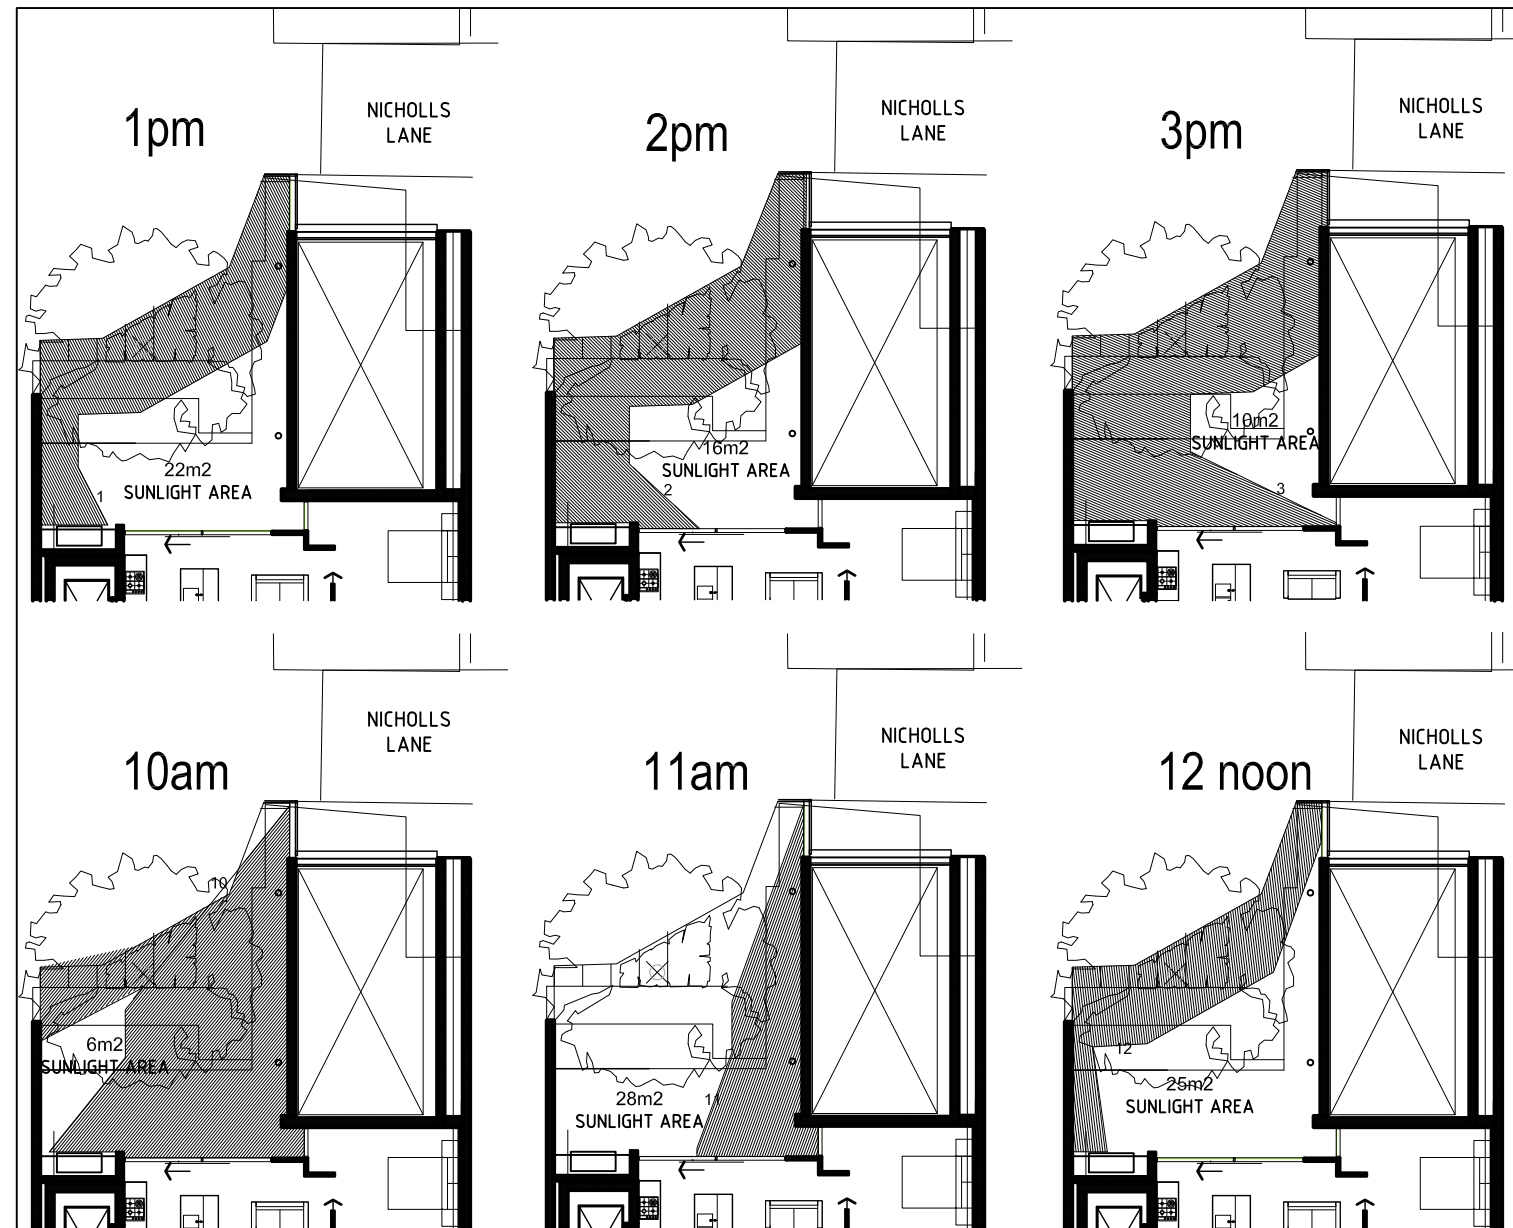 1pm
NICHOLLS
LANE
22m2
SUNLIGHT AREA
1
2pm
NICHOLLS
LANE
16m2
SUNLIGHT AREA
2
3pm
NICHOLLS
LANE
10m2
SUNLIGHT AREA
3
10am
NICHOLLS
LANE
10
6m2
SUNLIGHT AREA
11am
NICHOLLS
LANE
28m2
11
SUNLIGHT AREA
12 noon
NICHOLLS
LANE
12
25m2
SUNLIGHT AREA